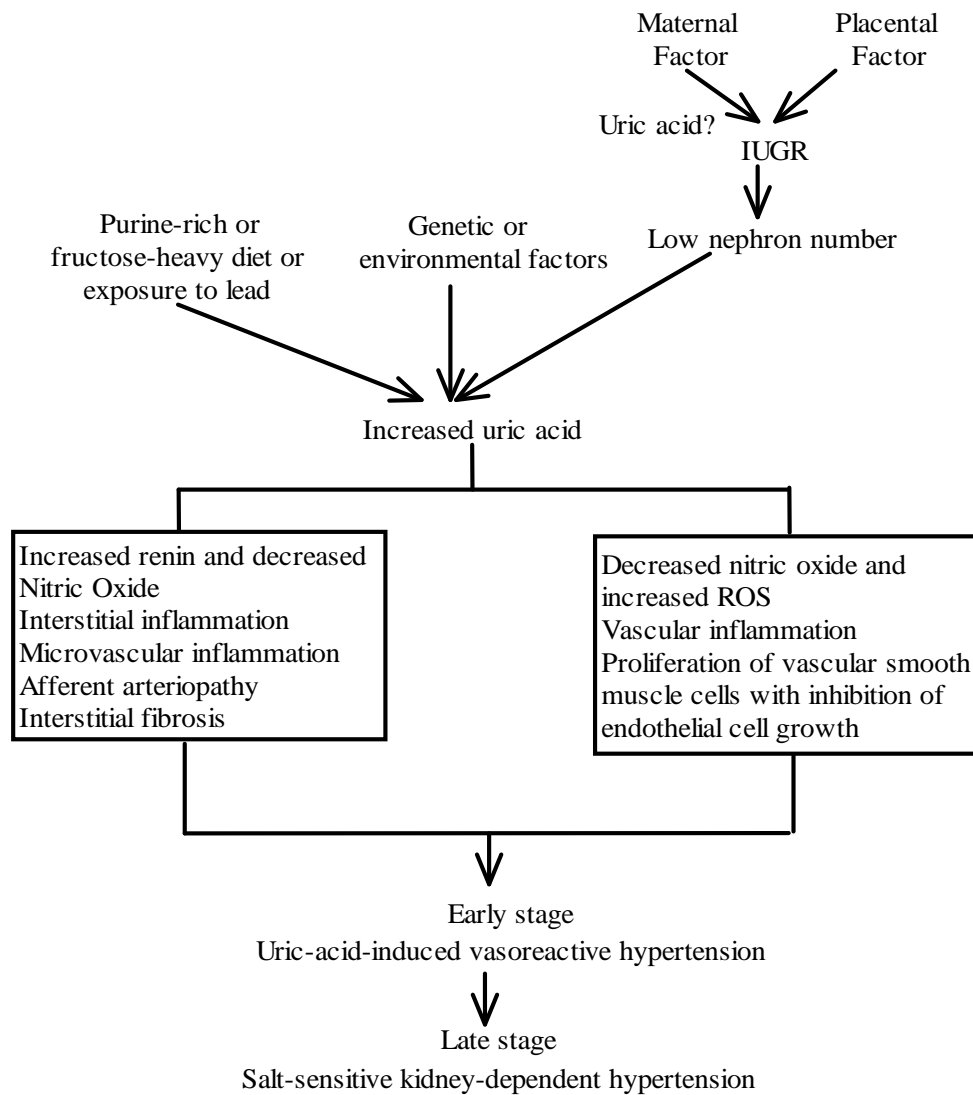 Maternal
Factor
Placental
Factor
Uric acid?
IUGR
Low nephron number
Purine-rich or
fructose-heavy diet or
exposure to lead
Genetic or
environmental factors
Increased uric acid
Increased renin and decreased
Nitric Oxide
Interstitial inflammation
Microvascular inflammation
Afferent arteriopathy
Interstitial fibrosis
Decreased nitric oxide and
increased ROS
Vascular inflammation
Proliferation of vascular smooth
muscle cells with inhibition of
endothelial cell growth
Early stage
Uric-acid-induced vasoreactive hypertension
Late stage
Salt-sensitive kidney-dependent hypertension